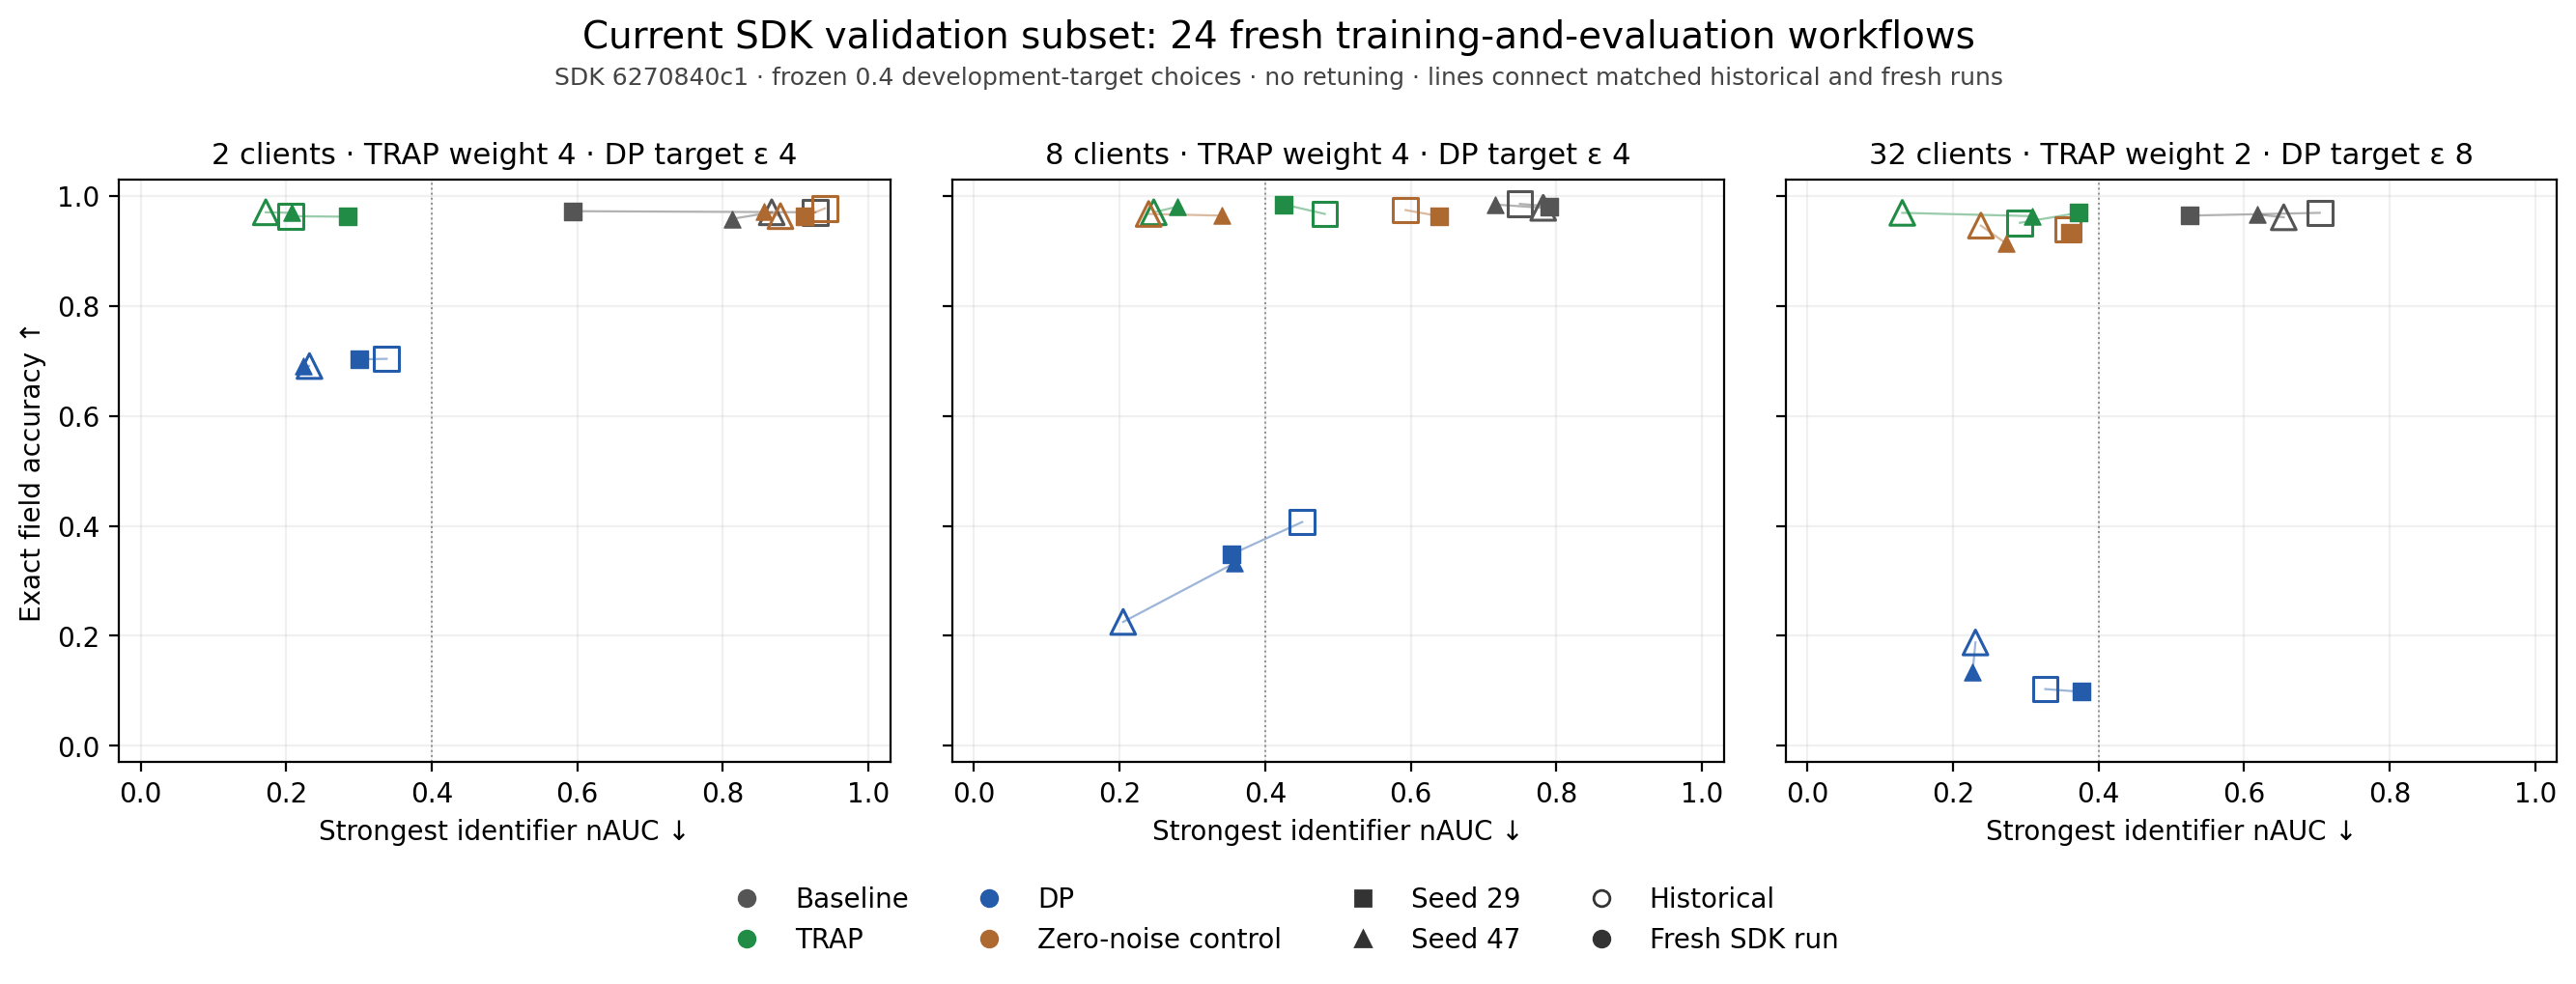 Current SDK validation subset: 24 fresh training-and-evaluation workflows
SDK 6270840c1 · frozen 0.4 development-target choices · no retuning · lines connect matched historical and fresh runs
2 clients · TRAP weight 4 · DP target ε 4
8 clients · TRAP weight 4 · DP target ε 4
32 clients · TRAP weight 2 · DP target ε 8
Exact field accuracy ↑
1.0
0.8
0.6
0.4
0.2
0.0
0.0 0.2 0.4 0.6 0.8 1.0
0.0 0.2 0.4 0.6 0.8 1.0
0.0 0.2 0.4 0.6 0.8 1.0
Strongest identifier nAUC ↓
Strongest identifier nAUC ↓
Strongest identifier nAUC ↓
Baseline
TRAP
DP
Zero-noise control
Seed 29
Seed 47
Historical
Fresh SDK run